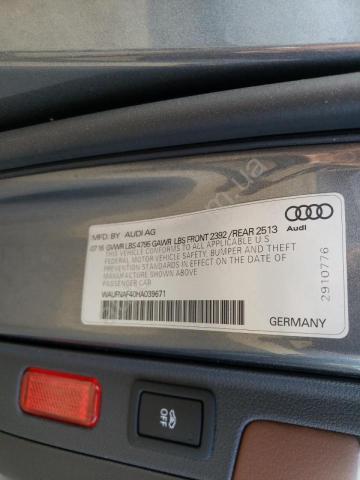 MFD. BY AUDI AG
07/16 GVWR LBS 4795 GAWR LBS FRONT 2392 /REAR 2513
THIS VEHICLE CONFORMS TO ALL APPLICABLE U.S
FEDERAL MOTOR VEHICLE SAFETY, BUMPER AND THEFT
PREVENTION STANDARDS IN EFFECT ON THE DATE OF
MANUFACTURE SHOWN ABOVE
PASSENGER CAR
WAUFNAF40HA039671
Audi
2910776
GERMANY
OFF